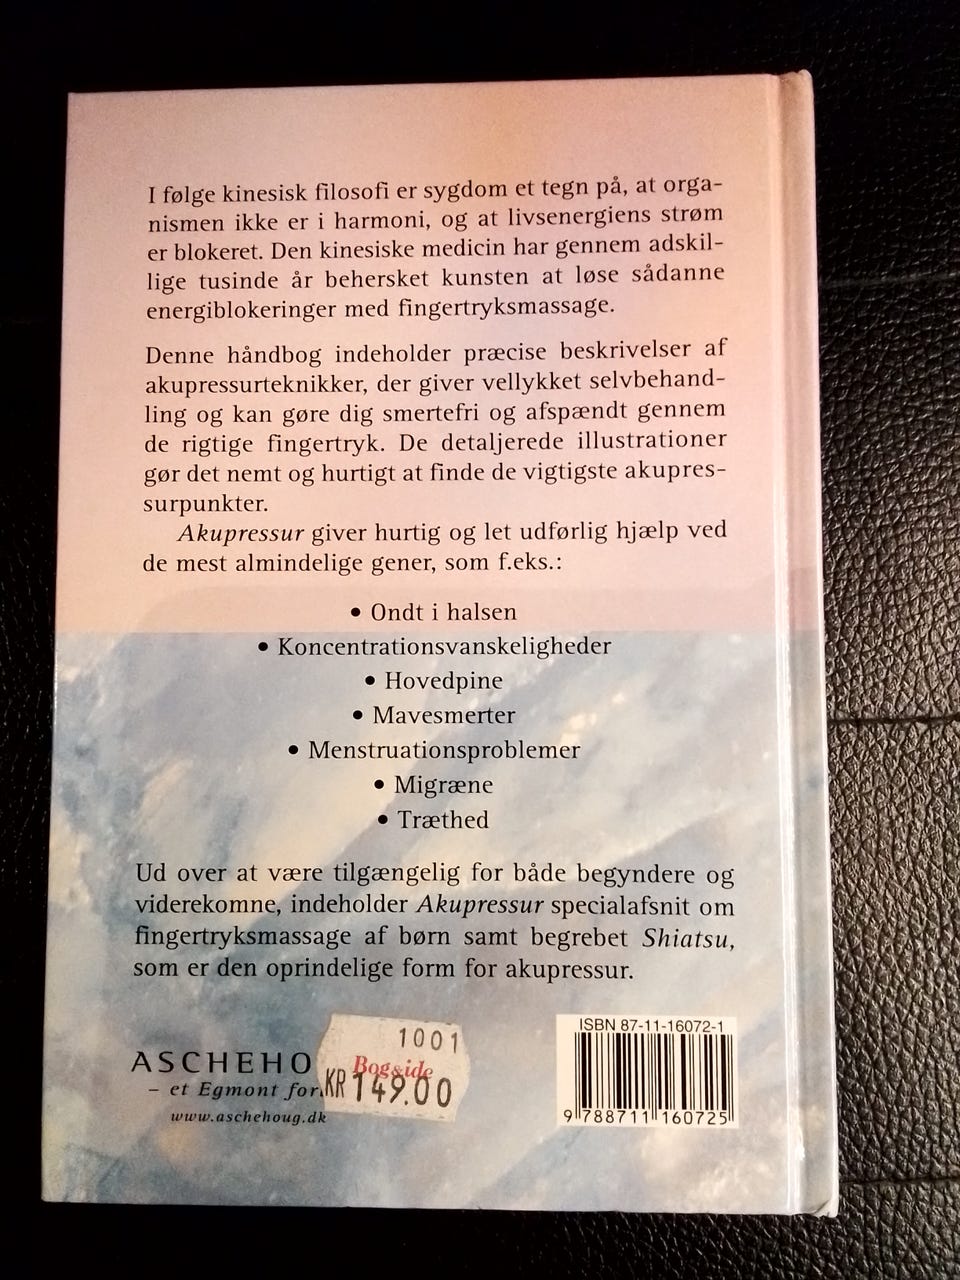 I følge kinesisk filosofi er sygdom et tegn på, at orga-
nismen ikke er i harmoni, og at livsenergiens strøm
er blokeret. Den kinesiske medicin har gennem adskil-
lige tusinde år behersket kunsten at løse sådanne
energiblokeringer med fingertryksmassage.
Denne håndbog indeholder præcise beskrivelser af
akupressurteknikker, der giver vellykket selvbehand-
ling og kan gøre dig smertefri og afspændt gennem
de rigtige fingertryk. De detaljerede illustrationer
gør det nemt og hurtigt at finde de vigtigste akupres-
surpunkter.
Akupressur giver hurtig og let udførlig hjælp ved
de mest almindelige gener, som f.eks.:
• Ondt i halsen
• Koncentrationsvanskeligheder
• Hovedpine
• Mavesmerter
• Menstruationsproblemer
• Migræne
• Træthed
Ud over at være tilgængelig for både begyndere og
viderekomne, indeholder Akupressur specialafsnit om
fingertryksmassage af børn samt begrebet Shiatsu,
som er den oprindelige form for akupressur.
ASCHEHO
– et Egmont for
www.aschehoug.dk
1001
Bog&ide
KR 149.00
ISBN 87-11-16072-1
9 788711 160725